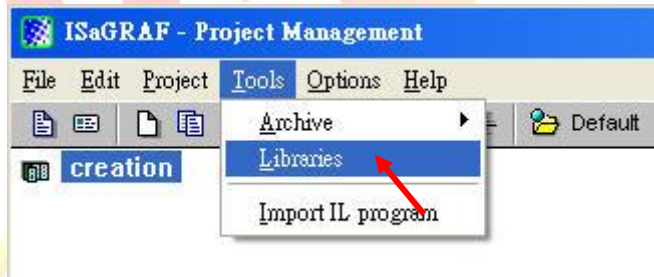 ISaGRAF - Project Management
File Edit Project Tools Options Help
Default
Archive
creation
Libraries
Import IL program